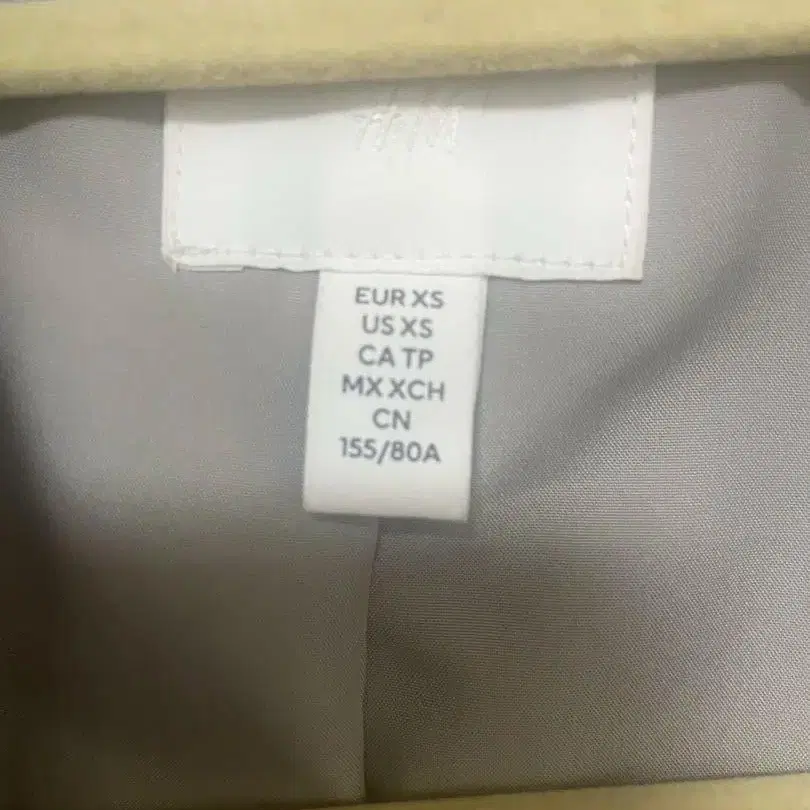 H&M
EUR XS
US XS
CA TP
MX XCH
CN
155/80A